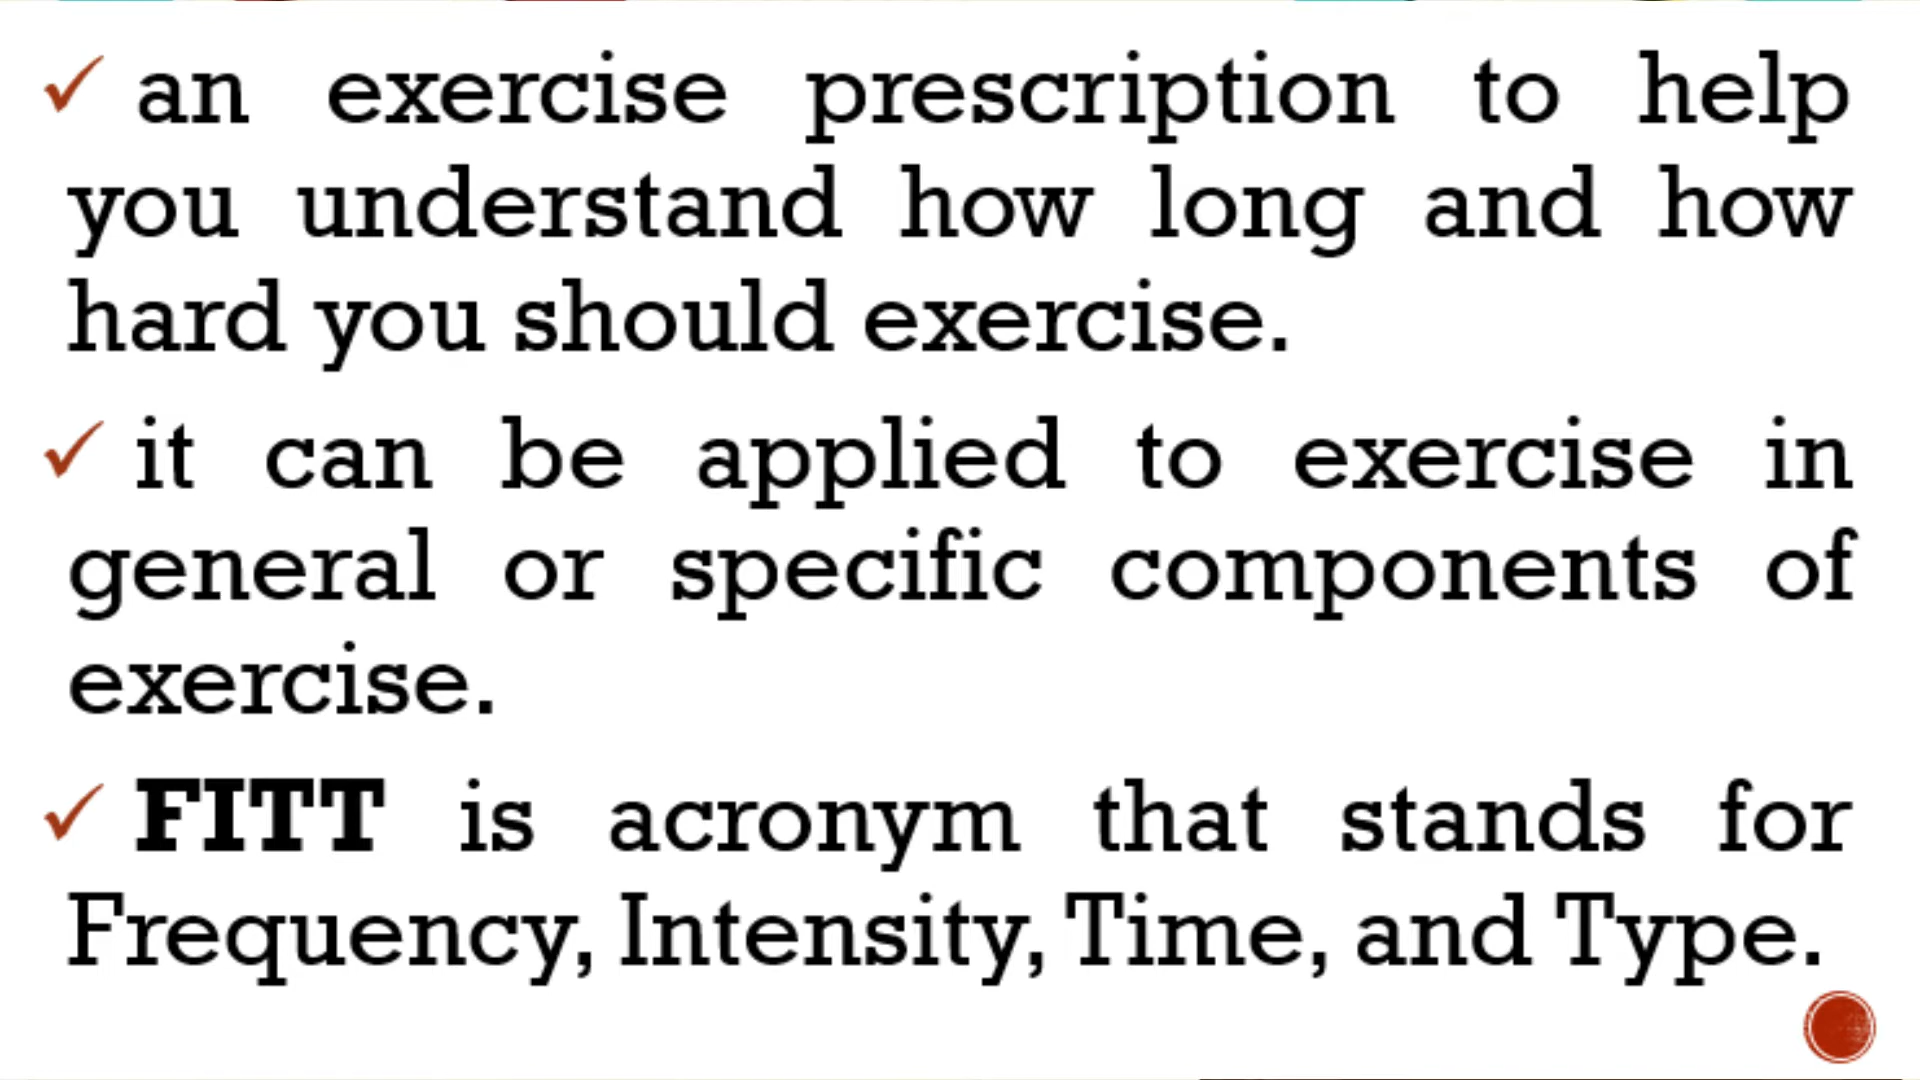 ✓ an exercise prescription to help
you understand how long and how
hard you should exercise.
✓ it can be applied to exercise in
general or specific components of
exercise.
✓ FITT is acronym that stands for
Frequency, Intensity, Time, and Type.